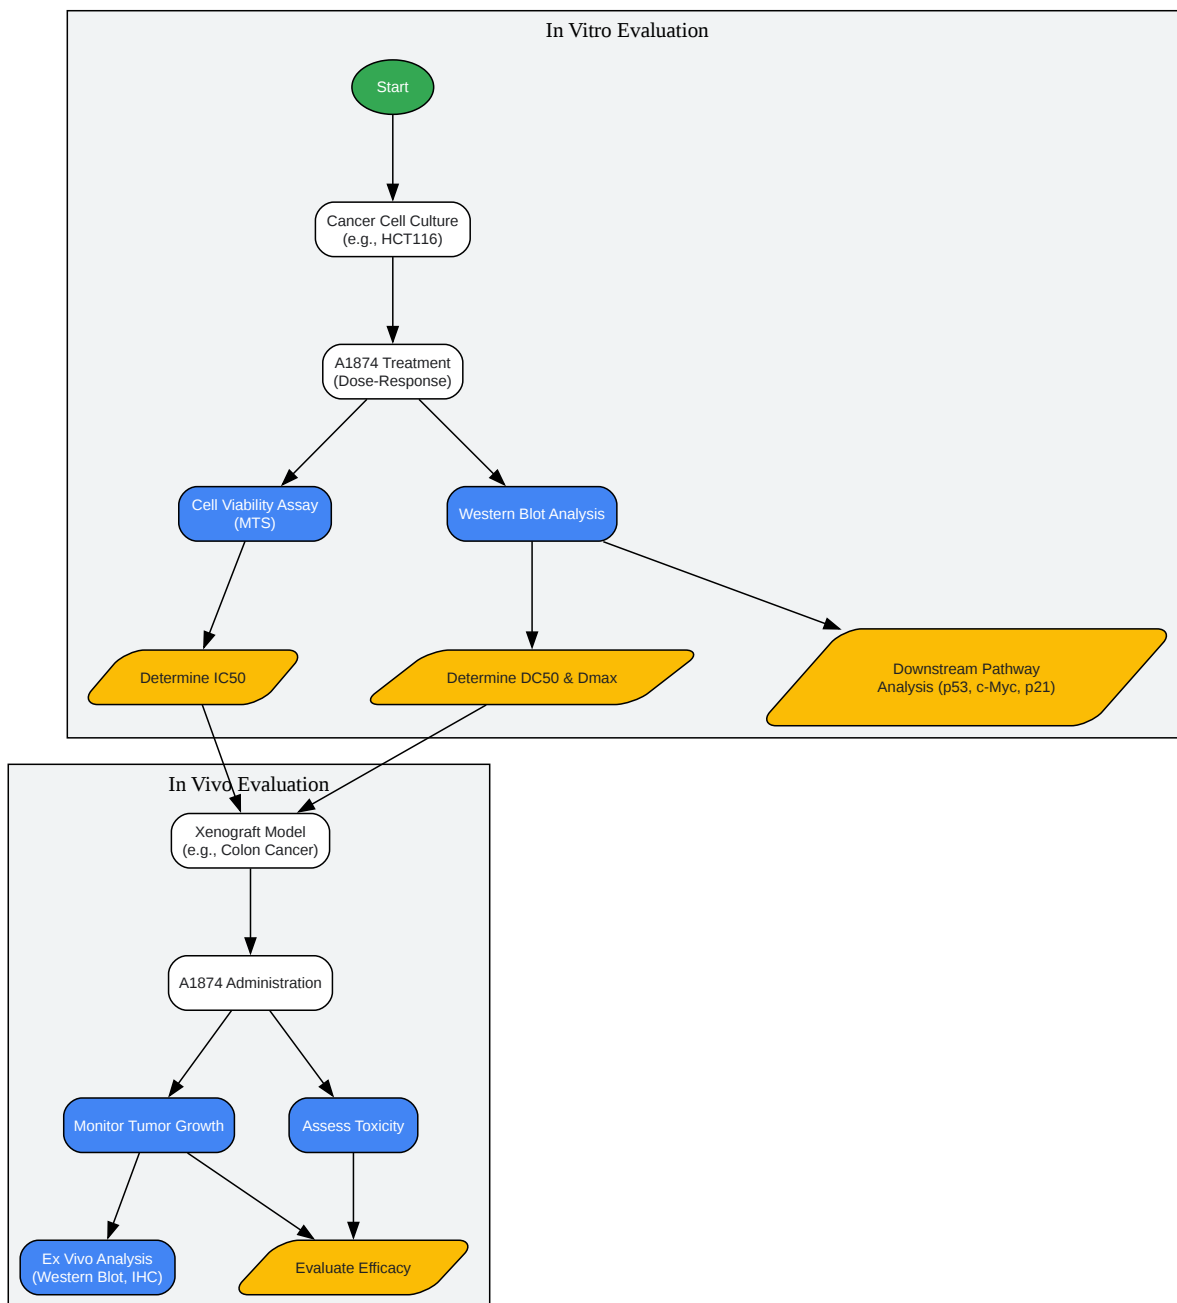 In Vitro Evaluation
Start
Cancer Cell Culture
(e.g., HCT116)
A1874 Treatment
(Dose-Response)
Cell Viability Assay
(MTS)
Western Blot Analysis
Determine IC50
Determine DC50 & Dmax
Downstream Pathway
Analysis (p53, c-Myc, p21)
In Vivo Evaluation
Xenograft Model
(e.g., Colon Cancer)
A1874 Administration
Monitor Tumor Growth
Assess Toxicity
Ex Vivo Analysis
(Western Blot, IHC)
Evaluate Efficacy